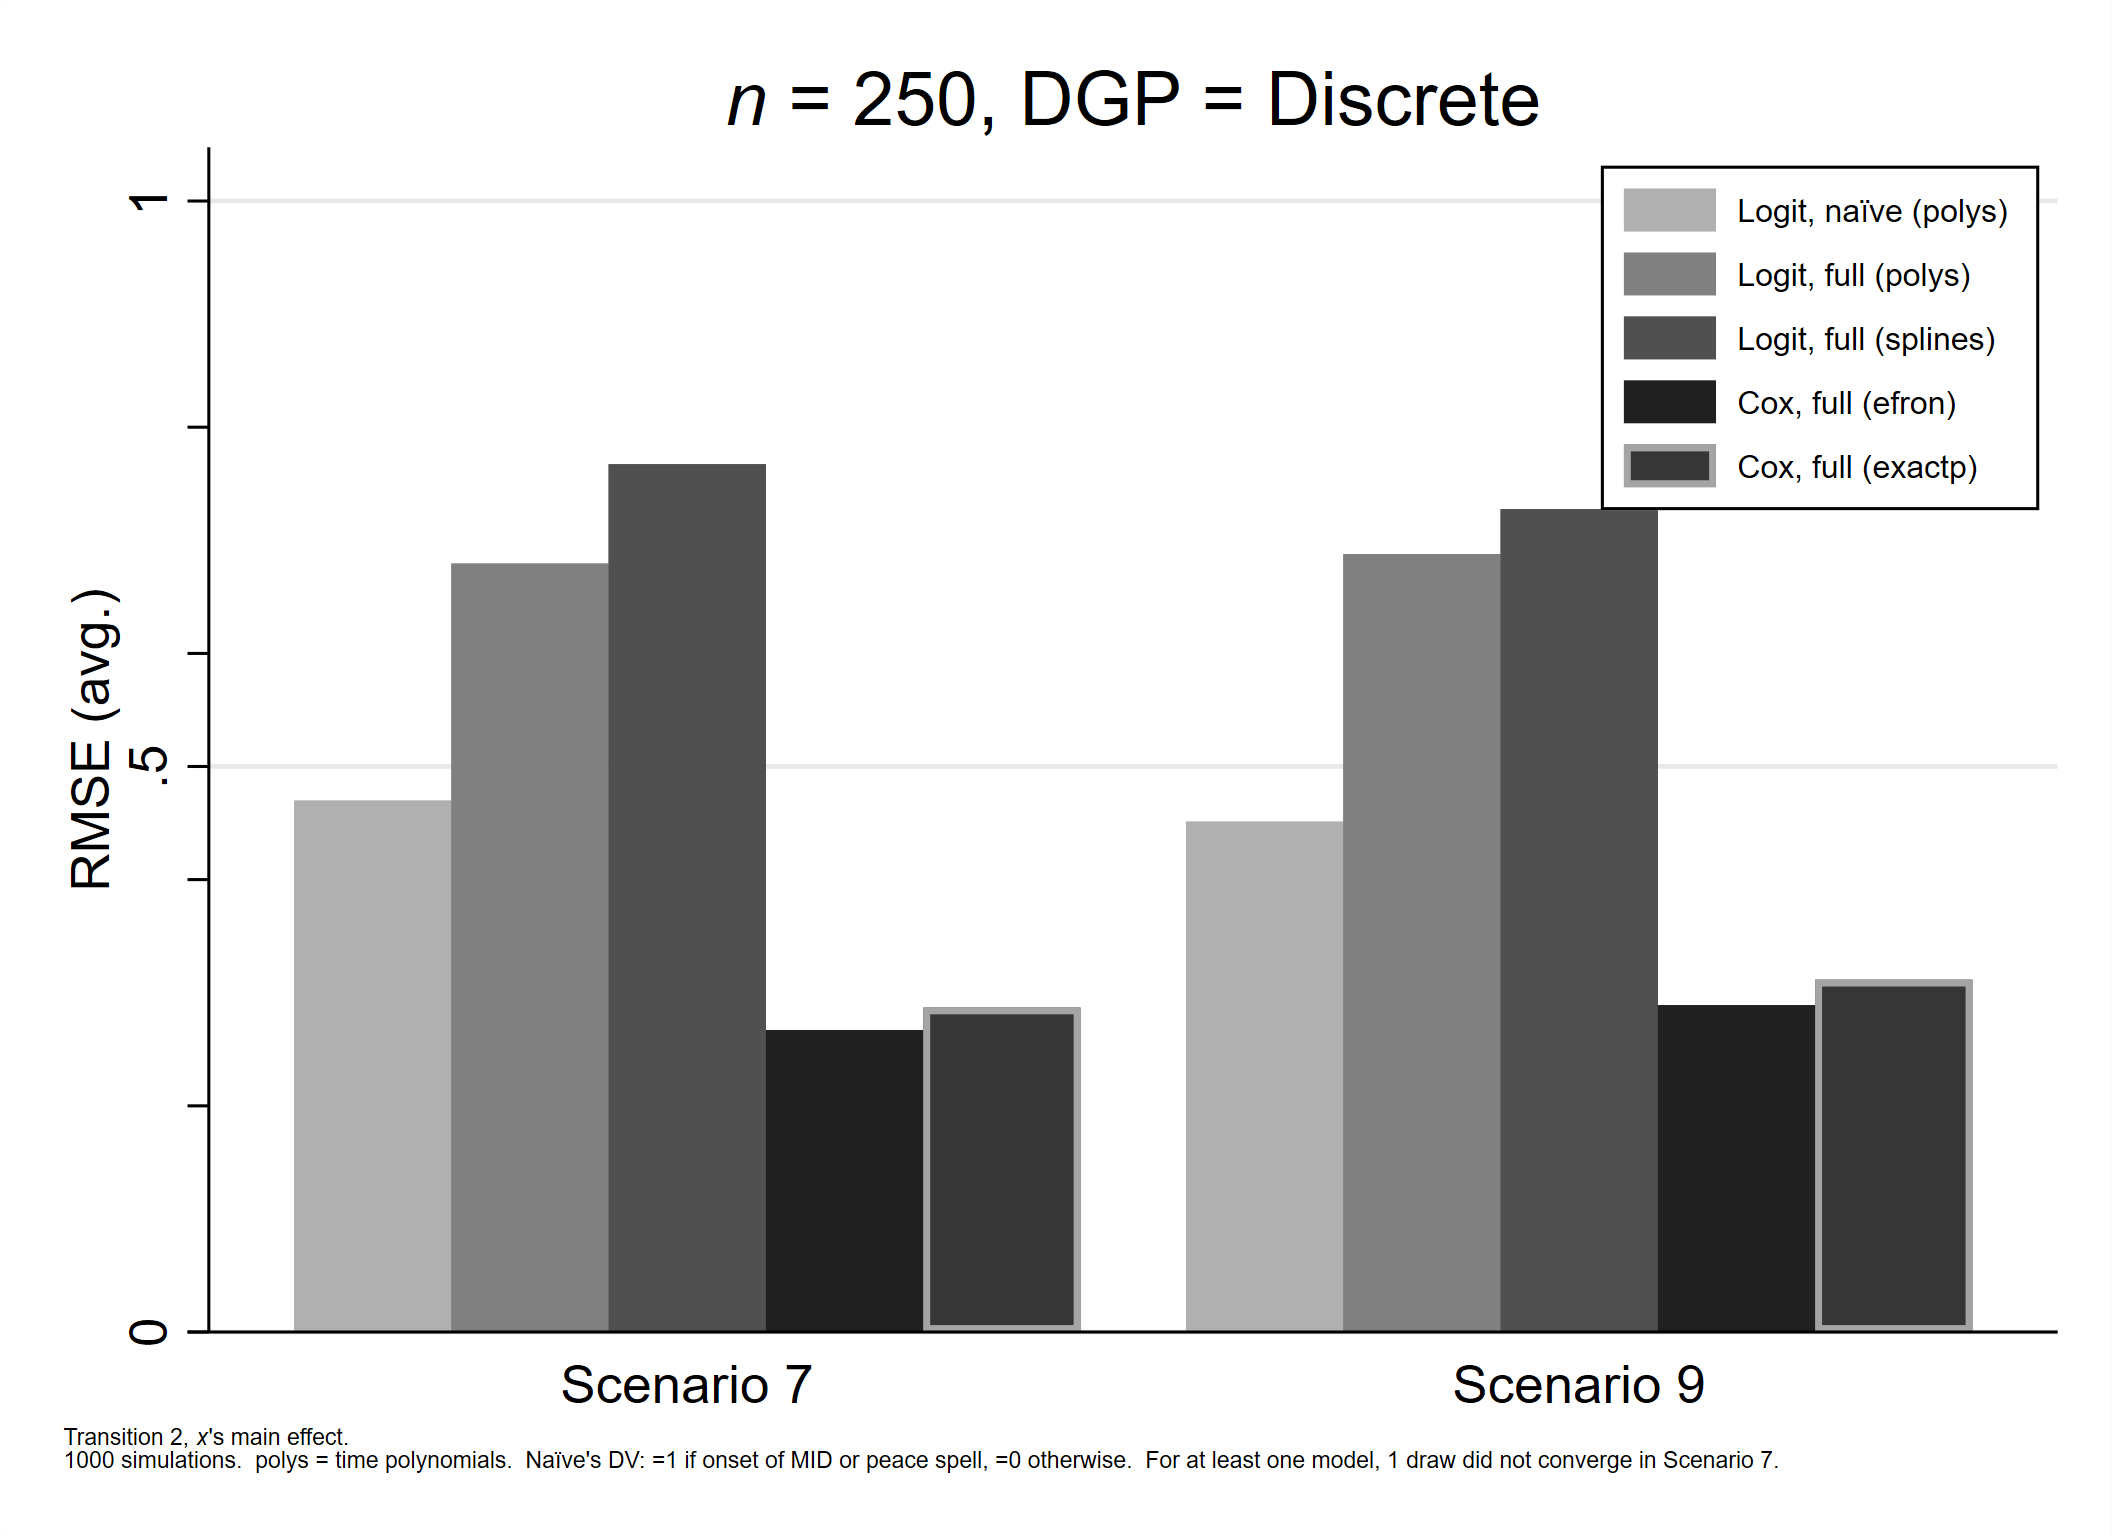 n = 250, DGP = Discrete
1
.5
0
RMSE (avg.)
Logit, naïve (polys)
Logit, full (polys)
Logit, full (splines)
Cox, full (efron)
Cox, full (exactp)
Scenario 7
Scenario 9
Transition 2, x's main effect.
1000 simulations.  polys = time polynomials.  Naïve's DV: =1 if onset of MID or peace spell, =0 otherwise.  For at least one model, 1 draw did not converge in Scenario 7.